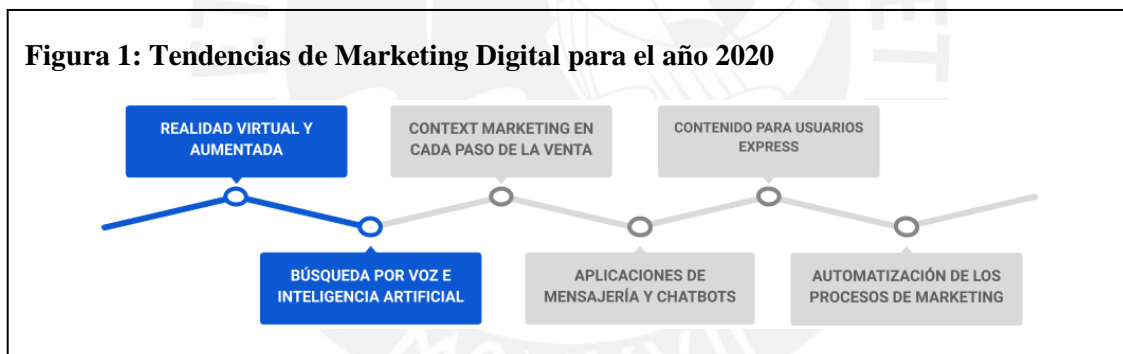 Figura 1: Tendencias de Marketing Digital para el año 2020
REALIDAD VIRTUAL Y
AUMENTADA
CONTEXT MARKETING EN
CADA PASO DE LA VENTA
CONTENIDO PARA USUARIOS
EXPRESS
BÚSQUEDA POR VOZ E
INTELIGENCIA ARTIFICIAL
APLICACIONES DE
MENSAJERÍA Y CHATBOTS
AUTOMATIZACIÓN DE LOS
PROCESOS DE MARKETING